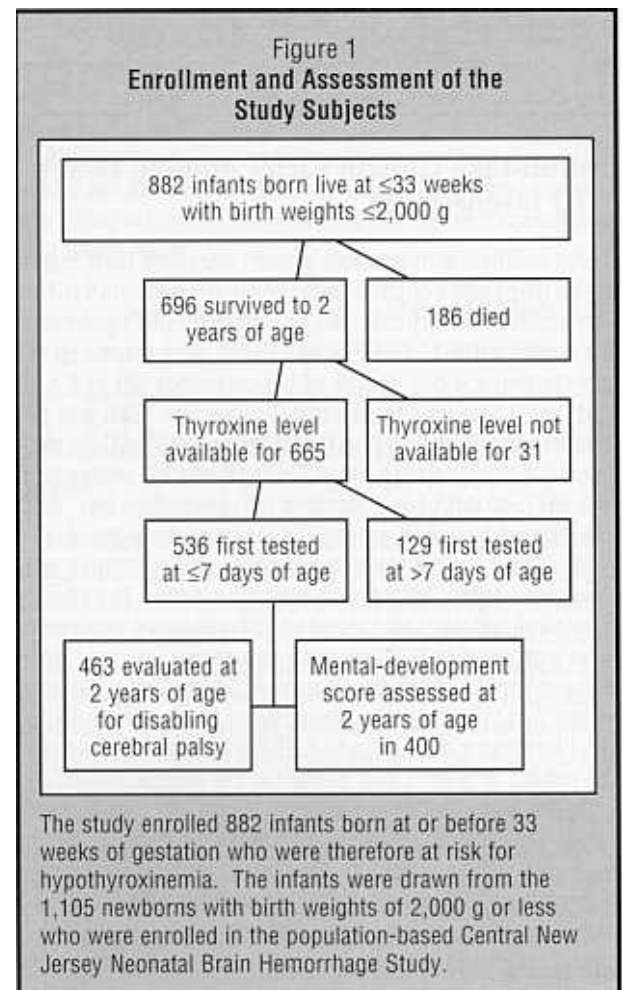 Figure 1
Enrollment and Assessment of the
Study Subjects
882 infants born live at ≤33 weeks
with birth weights ≤2,000 g
696 survived to 2
years of age
186 died
Thyroxine level
available for 665
Thyroxine level not
available for 31
536 first tested
at ≤7 days of age
129 first tested
at >7 days of age
463 evaluated at
2 years of age
for disabling
cerebral palsy
Mental-development
score assessed at
2 years of age
in 400
The study enrolled 882 infants born at or before 33
weeks of gestation who were therefore at risk for
hypothyroxinemia. The infants were drawn from the
1,105 newborns with birth weights of 2,000 g or less
who were enrolled in the population-based Central New
Jersey Neonatal Brain Hemorrhage Study.